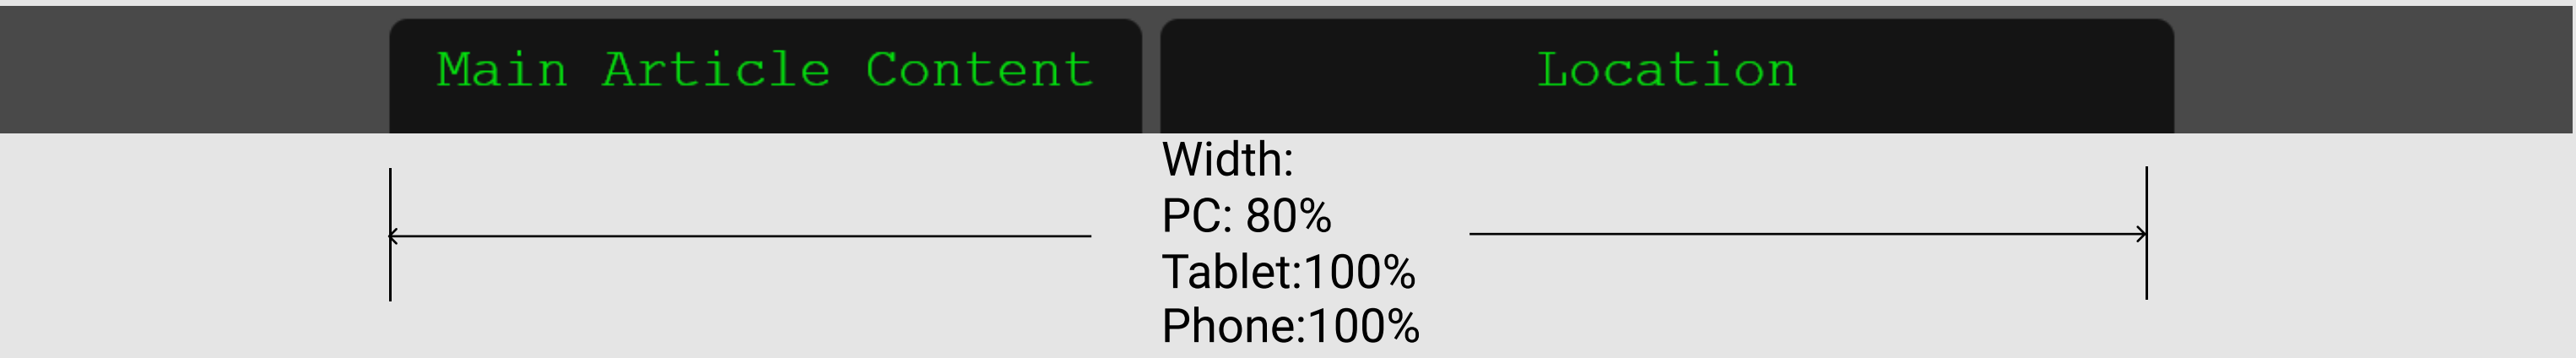 Main Article Content
Location
Width:
PC: 80%
Tablet:100%
Phone:100%